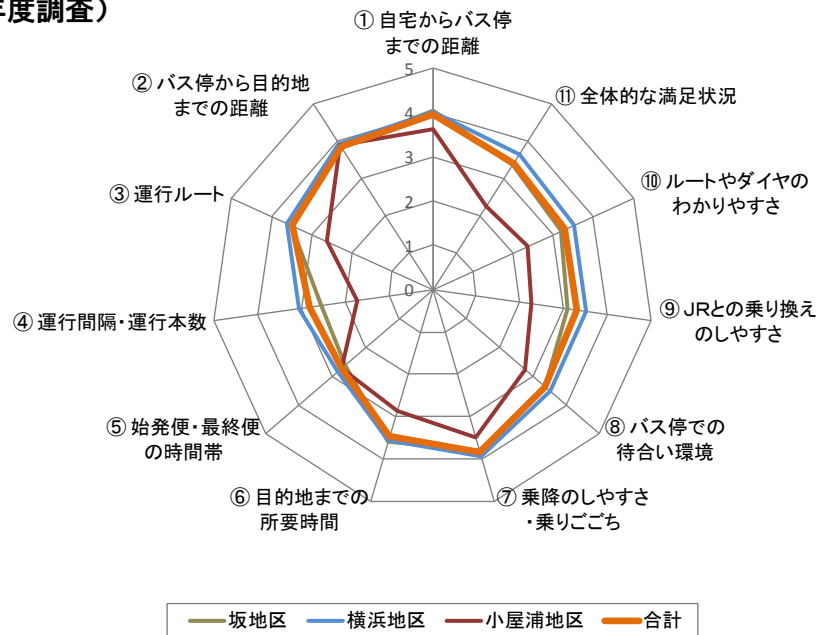 年度調査）
① 自宅からバス停
までの距離
② バス停から目的地
までの距離
⑪ 全体的な満足状況
③ 運行ルート
⑩ ルートやダイヤの
わかりやすさ
④ 運行間隔・運行本数
⑨ JRとの乗り換え
のしやすさ
⑤ 始発便・最終便
の時間帯
⑧ バス停での
待合い環境
⑥ 目的地までの
所要時間
⑦ 乗降のしやすさ
・乗りごごち
5
4
3
2
1
0
坂地区 横浜地区 小屋浦地区 合計